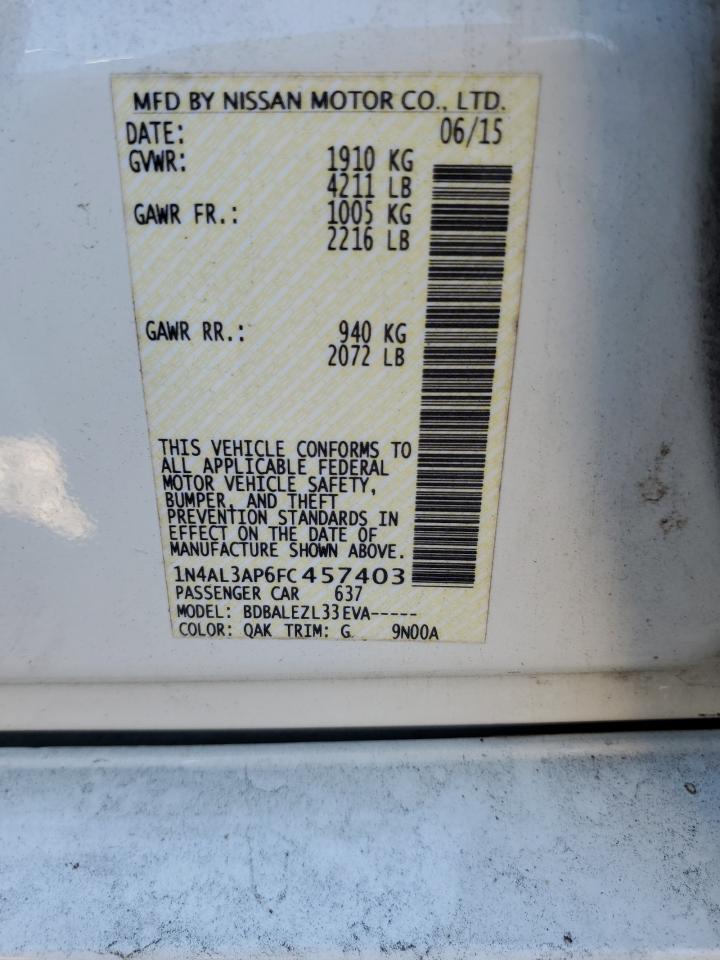 MFD BY NISSAN MOTOR CO., LTD.
DATE: 06/15
GVWR: 1910 KG
4211 LB
GAWR FR.: 1005 KG
2216 LB
GAWR RR.: 940 KG
2072 LB
THIS VEHICLE CONFORMS TO
ALL APPLICABLE FEDERAL
MOTOR VEHICLE SAFETY,
BUMPER, AND THEFT
PREVENTION STANDARDS IN
EFFECT ON THE DATE OF
MANUFACTURE SHOWN ABOVE.
1N4AL3AP6FC457403
PASSENGER CAR 637
MODEL: BDBALEZL33EVA-----
COLOR: QAK TRIM: G 9N00A